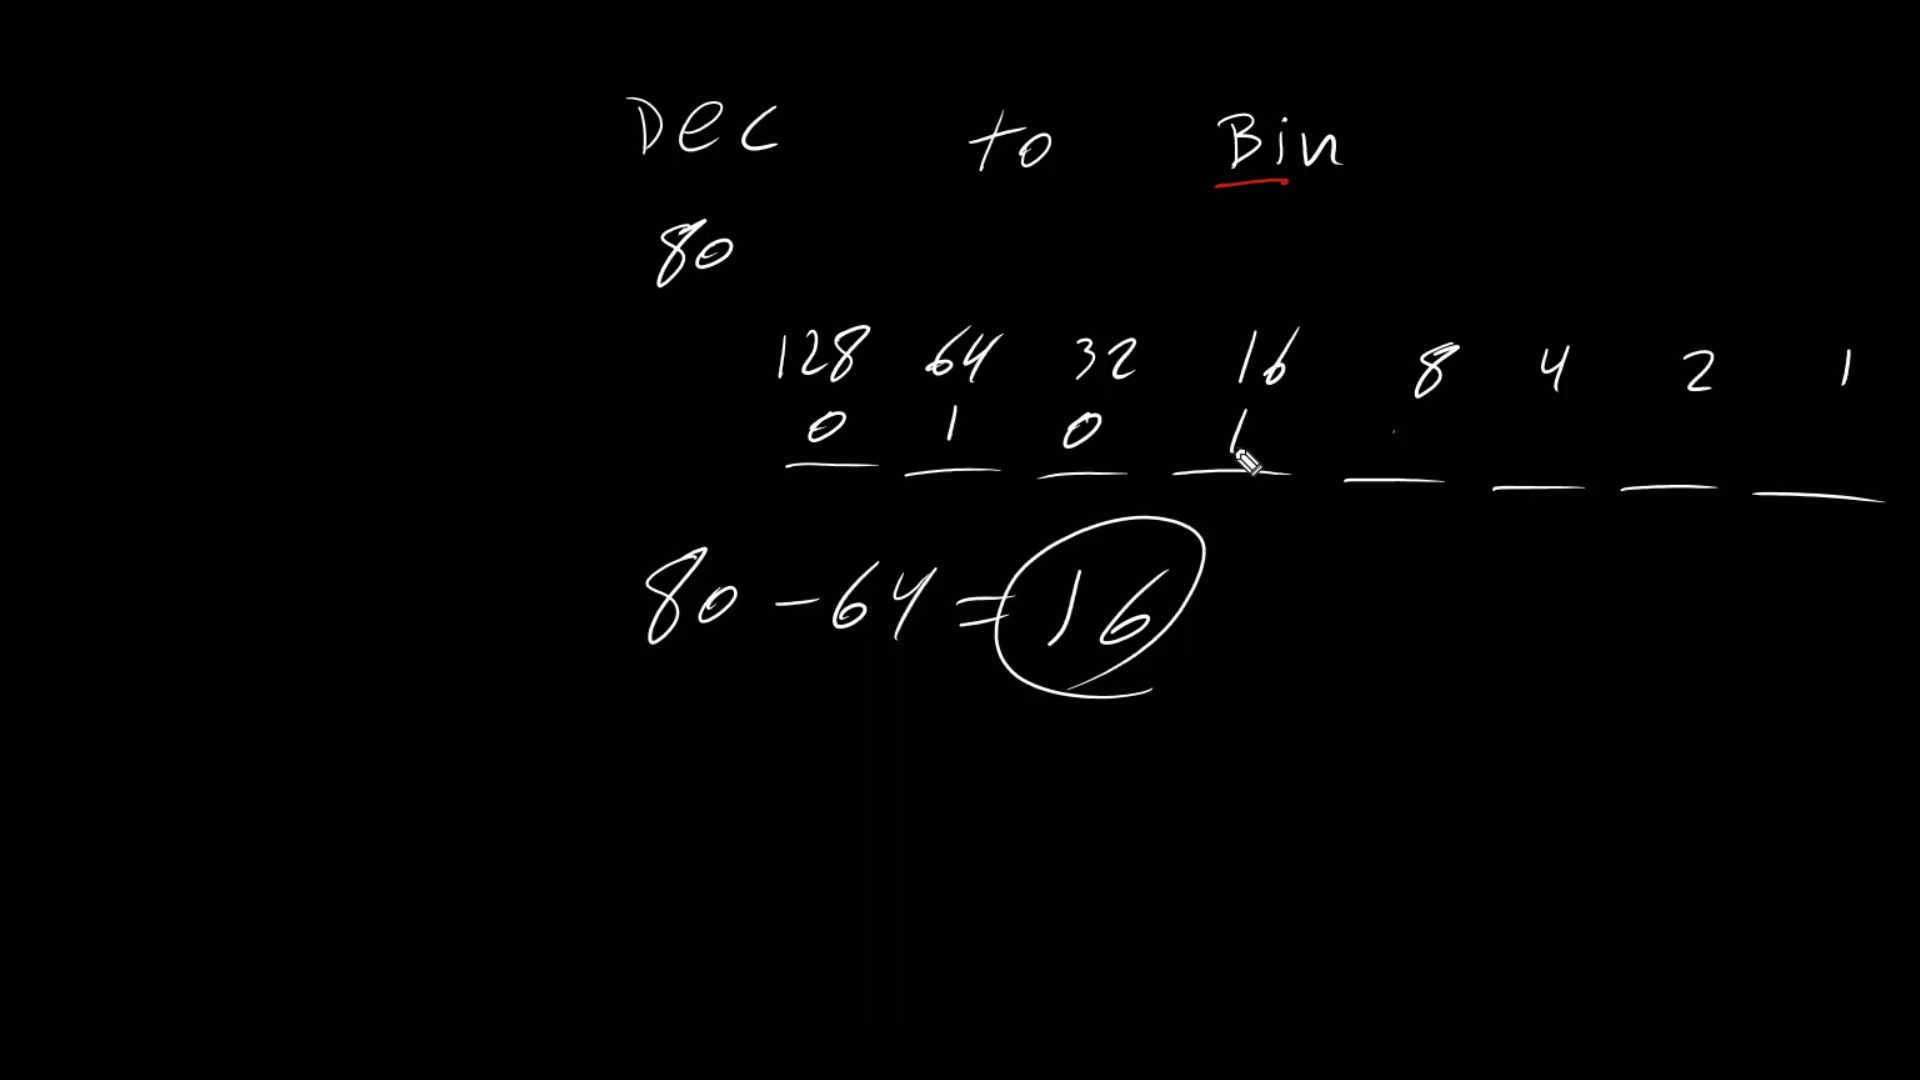 Dec to Bin
80
128 64 32 16 8 4 2 1
0 1 0 1
80 - 64 = 16